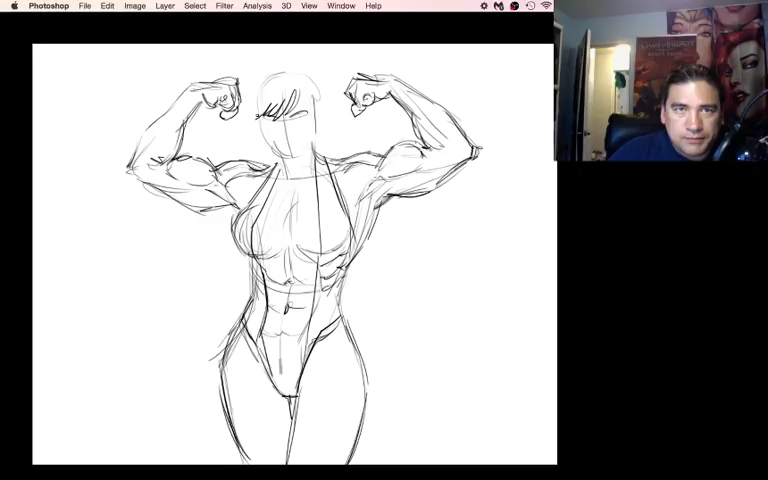 Photoshop File Edit Image Layer Select Filter Analysis 3D View Window Help
GAME OF THRONES